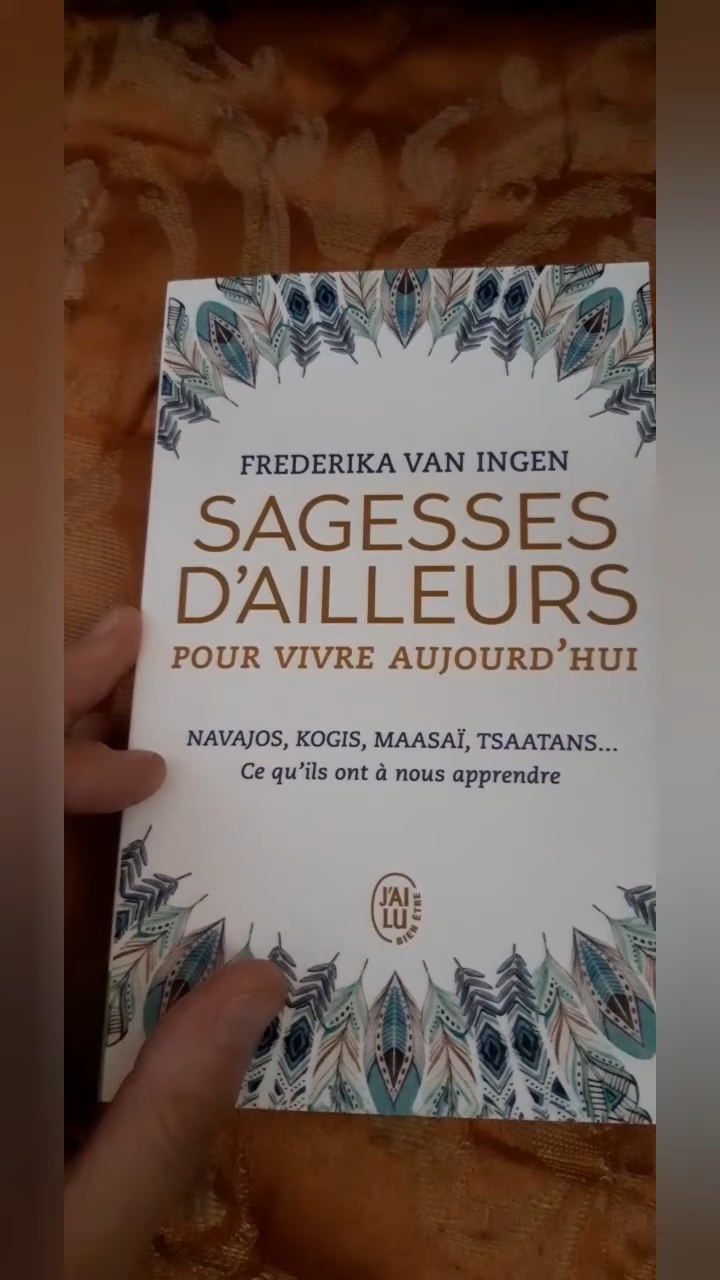 FREDERIKA VAN INGEN
SAGESSES
D'AILLEURS
POUR VIVRE AUJOURD'HUI
NAVAJOS, KOGIS, MAASAÏ, TSAATANS...
Ce qu'ils ont à nous apprendre
J'AI
LU
BIEN ÊTRE